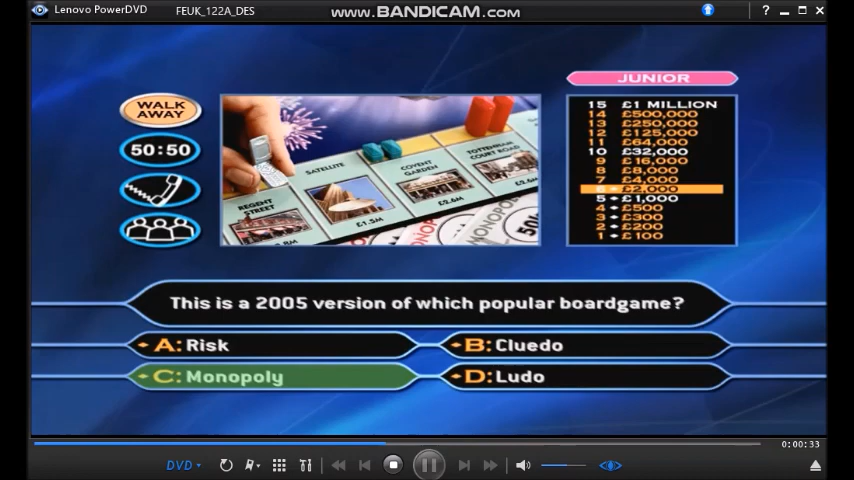 Lenovo PowerDVD
FEUK_122A_DES
WWW.BANDICAM.COM
?
WALK
AWAY
50:50
REGENT
STREET
SATELLITE
£1.5M
COVENT
GARDEN
£2.6M
TOTTENHAM
COURT ROAD
JUNIOR
15 £1 MILLION
14 £500,000
13 £250,000
12 £125,000
11 £64,000
10 £32,000
9 £16,000
8 £8,000
7 £4,000
6 £2,000
5 £1,000
4 £500
3 £300
2 £200
1 £100
This is a 2005 version of which popular boardgame?
A: Risk
B: Cluedo
C: Monopoly
D: Ludo
0:00:33
DVD